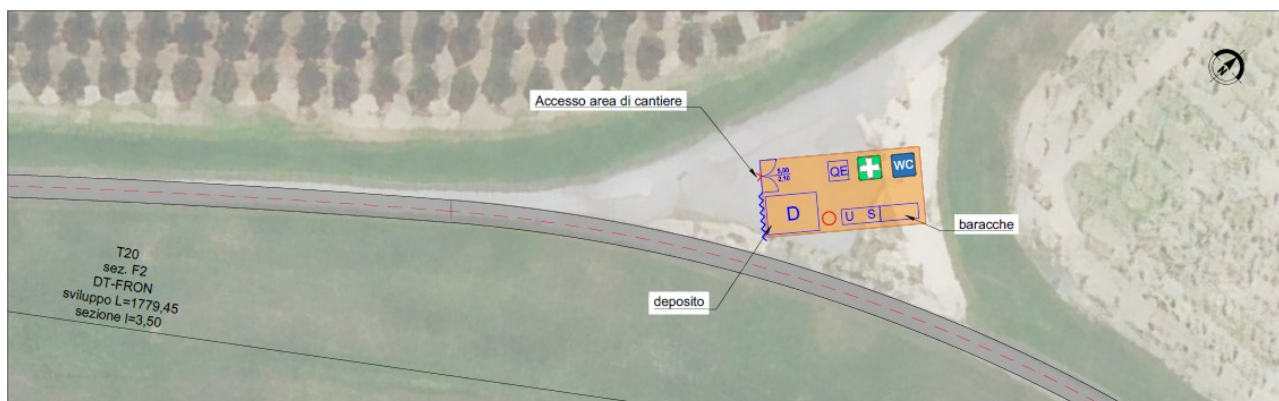 Accesso area di cantiere
5,00
2,10
QE
WC
D
U S
baracche
deposito
T20
sez. F2
DT-FRON
sviluppo L=1779,45
sezione l=3,50
N